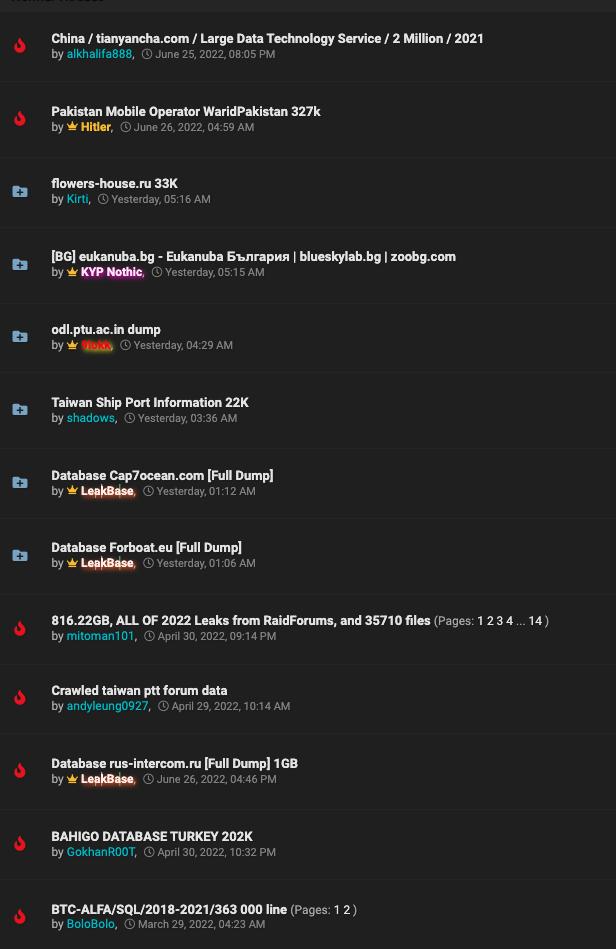 China / tianyancha.com / Large Data Technology Service / 2 Million / 2021
by alkhalifa888, June 25, 2022, 08:05 PM
Pakistan Mobile Operator WaridPakistan 327k
by Hitler, June 26, 2022, 04:59 AM
flowers-house.ru 33K
by Kirti, Yesterday, 05:16 AM
[BG] eukanuba.bg - Eukanuba България | blueskylab.bg | zoobg.com
by KYP Nothic, Yesterday, 05:15 AM
odl.ptu.ac.in dump
by Yesterday, 04:29 AM
Taiwan Ship Port Information 22K
by shadows, Yesterday, 03:36 AM
Database Cap7ocean.com [Full Dump]
by LeakBase, Yesterday, 01:12 AM
Database Forboat.eu [Full Dump]
by LeakBase, Yesterday, 01:06 AM
816.22GB, ALL OF 2022 Leaks from RaidForums, and 35710 files (Pages: 1 2 3 4 ... 14 )
by mitoman101, April 30, 2022, 09:14 PM
Crawled taiwan ptt forum data
by andyleung0927, April 29, 2022, 10:14 AM
Database rus-intercom.ru [Full Dump] 1GB
by LeakBase, June 26, 2022, 04:46 PM
BAHIGO DATABASE TURKEY 202K
by GokhanR00T, April 30, 2022, 10:32 PM
BTC-ALFA/SQL/2018-2021/363 000 line (Pages: 1 2 )
by BoloBolo, March 29, 2022, 04:23 AM